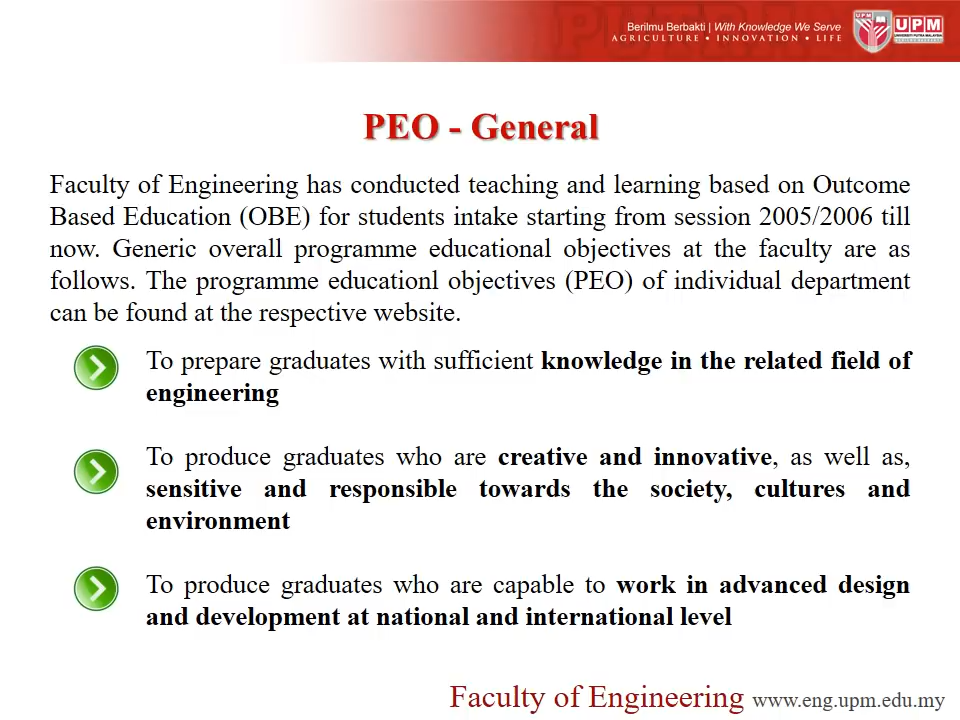 Berilmu Berbakti | With Knowledge We Serve
AGRICULTURE • INNOVATION • LIFE
UPM
UNIVERSITI PUTRA MALAYSIA
PEO - General
Faculty of Engineering has conducted teaching and learning based on Outcome
Based Education (OBE) for students intake starting from session 2005/2006 till
now. Generic overall programme educational objectives at the faculty are as
follows. The programme educationl objectives (PEO) of individual department
can be found at the respective website.
To prepare graduates with sufficient knowledge in the related field of
engineering
To produce graduates who are creative and innovative, as well as,
sensitive and responsible towards the society, cultures and
environment
To produce graduates who are capable to work in advanced design
and development at national and international level
Faculty of Engineering www.eng.upm.edu.my